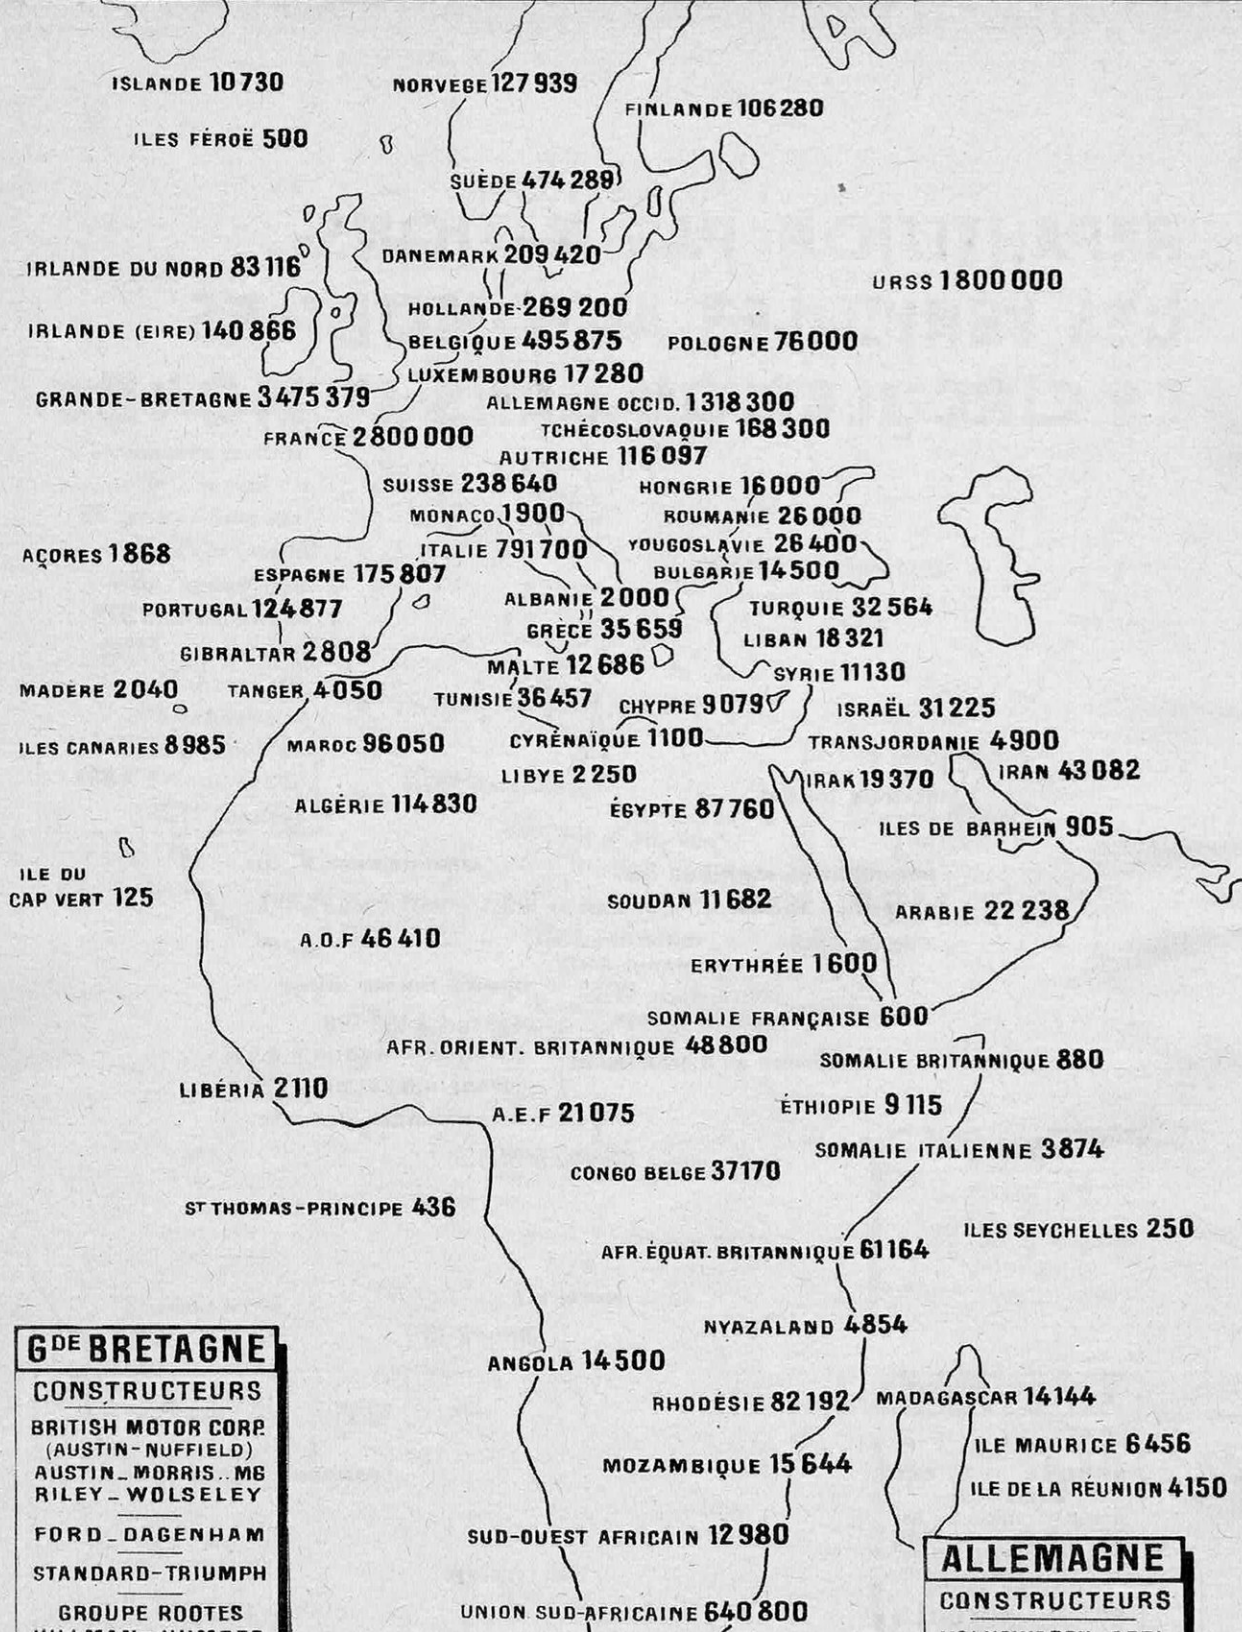 ISLANDE 10730
NORVEGE 127939
FINLANDE 106280
ILES FÉROË 500
SUÈDE 474289
DANEMARK 209420
IRLANDE DU NORD 83116
URSS 1800000
HOLLANDE 269200
IRLANDE (EIRE) 140866
BELGIQUE 495875
POLOGNE 76000
LUXEMBOURG 17280
GRANDE-BRETAGNE 3475379
ALLEMAGNE OCCID. 1318300
FRANCE 2800000
TCHÉCOSLOVAQUIE 168300
AUTRICHE 116097
SUISSE 238640
HONGRIE 16000
MONACO 1900
ROUMANIE 26000
AÇORES 1868
ITALIE 791700
YOUGOSLAVIE 26400
ESPAGNE 175807
BULGARIE 14500
PORTUGAL 124877
ALBANIE 2000
TURQUIE 32564
GRÈCE 35659
LIBAN 18321
GIBRALTAR 2808
MALTE 12686
SYRIE 11130
MADÈRE 2040
TANGER 4050
TUNISIE 36457
CHYPRE 9079
ISRAËL 31225
ILES CANARIES 8985
MAROC 96050
CYRÉNAÏQUE 1100
TRANSJORDANIE 4900
LIBYE 2250
IRAK 19370
IRAN 43082
ALGÉRIE 114830
ÉGYPTE 87760
ILES DE BARHEIN 905
ILE DU
CAP VERT 125
SOUDAN 11682
ARABIE 22238
A.O.F 46410
ERYTHRÉE 1600
SOMALIE FRANÇAISE 600
AFR. ORIENT. BRITANNIQUE 48800
SOMALIE BRITANNIQUE 880
LIBÉRIA 2110
A.E.F 21075
ÉTHIOPIE 9115
SOMALIE ITALIENNE 3874
CONGO BELGE 37170
ST THOMAS-PRINCIPE 436
ILES SEYCHELLES 250
AFR. ÉQUAT. BRITANNIQUE 61164
NYAZALAND 4854
ANGOLA 14500
RHODÈSIE 82192
MADAGASCAR 14144
ILE MAURICE 6456
MOZAMBIQUE 15644
ILE DE LA RÉUNION 4150
SUD-OUEST AFRICAIN 12980
UNION SUD-AFRICAINE 640800
GDE BRETAGNE
CONSTRUCTEURS
BRITISH MOTOR CORP.
(AUSTIN-NUFFIELD)
AUSTIN_MORRIS..MG
RILEY_WOLSELEY
FORD_DAGENHAM
STANDARD-TRIUMPH
GROUPE ROOTES
ALLEMAGNE
CONSTRUCTEURS